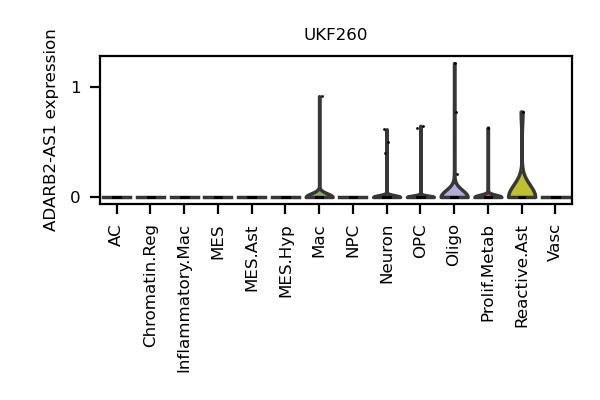 UKF260
ADARB2-AS1 expression
1
0
AC
Chromatin.Reg
Inflammatory.Mac
MES
MES.Ast
MES.Hyp
Mac
NPC
Neuron
OPC
Oligo
Prolif.Metab
Reactive.Ast
Vasc